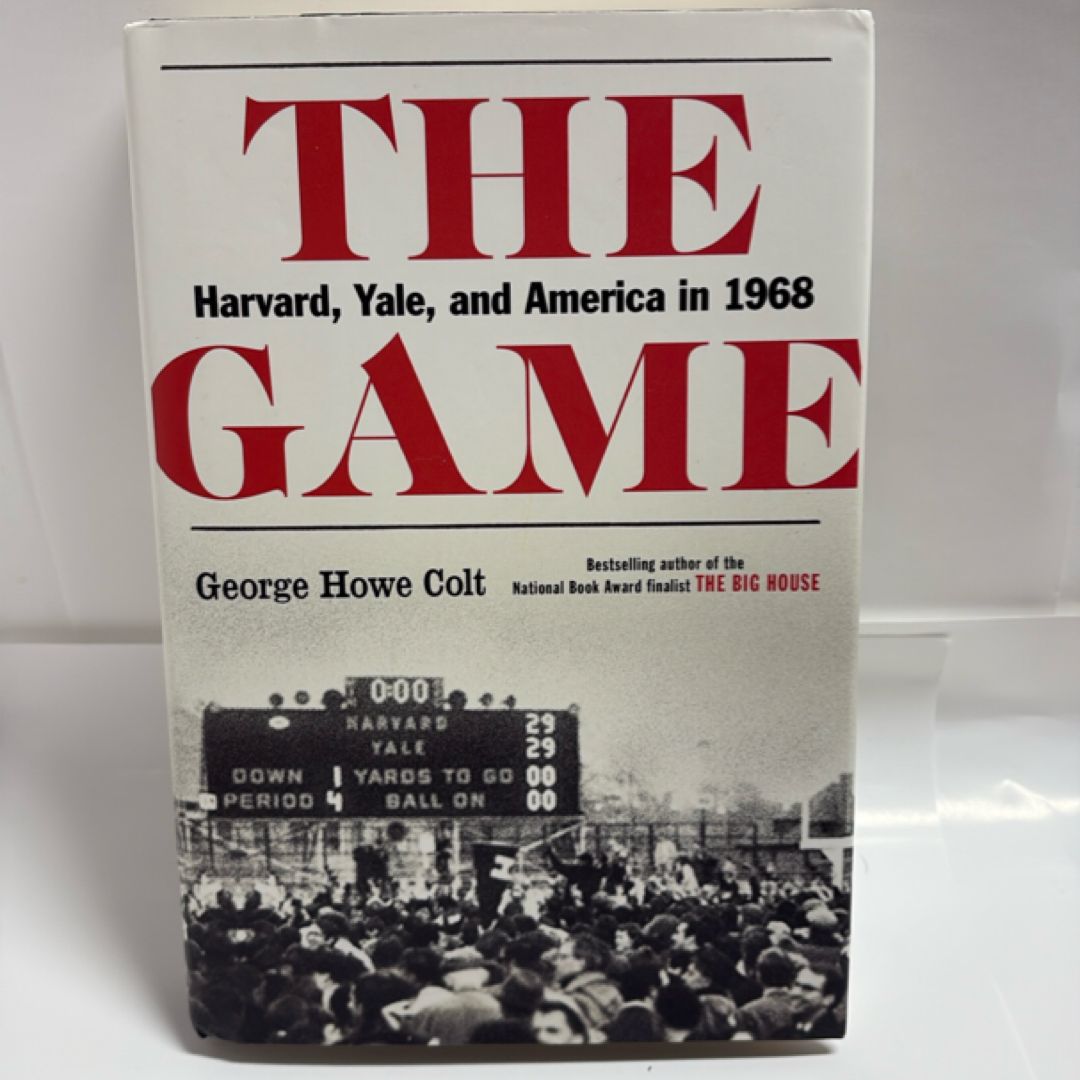 THE
Harvard, Yale, and America in 1968
GAME
George Howe Colt
Bestselling author of the
National Book Award finalist THE BIG HOUSE
0:00
HARVARD 29
YALE 29
DOWN 1 YARDS TO GO 00
PERIOD 4 BALL ON 00
H